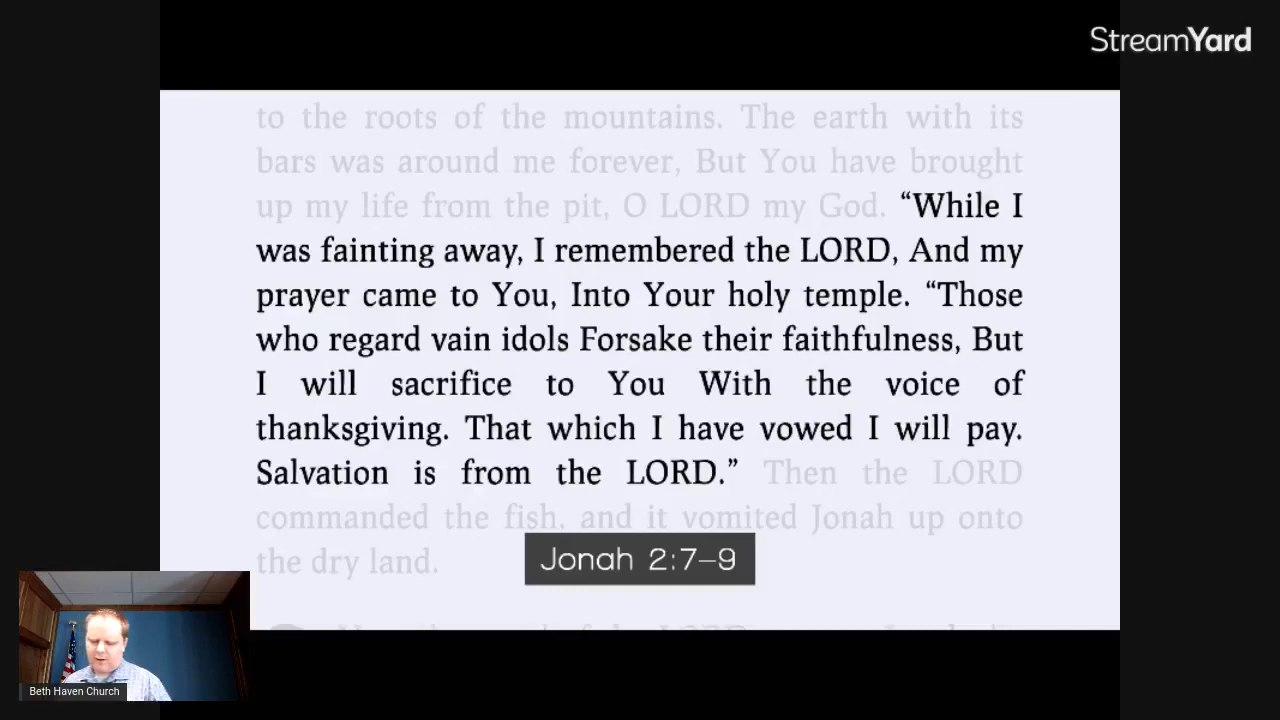 StreamYard
to the roots of the mountains. The earth with its
bars was around me forever, But You have brought
up my life from the pit, O LORD my God. “While I
was fainting away, I remembered the LORD, And my
prayer came to You, Into Your holy temple. “Those
who regard vain idols Forsake their faithfulness, But
I will sacrifice to You With the voice of
thanksgiving. That which I have vowed I will pay.
Salvation is from the LORD.” Then the LORD
commanded the fish, and it vomited Jonah up onto
the dry land.
Jonah 2:7–9
Beth Haven Church